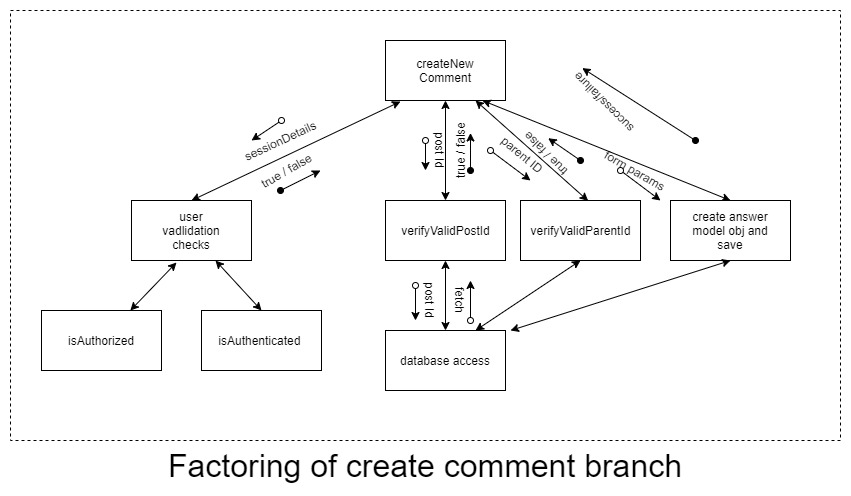 createNew
Comment
success/failure
sessionDetails
true / false
post Id
true / false
parent ID
true / false
form params
user
vadlidation
checks
verifyValidPostId
verifyValidParentId
create answer
model obj and
save
post Id
fetch
isAuthorized
isAuthenticated
database access
Factoring of create comment branch